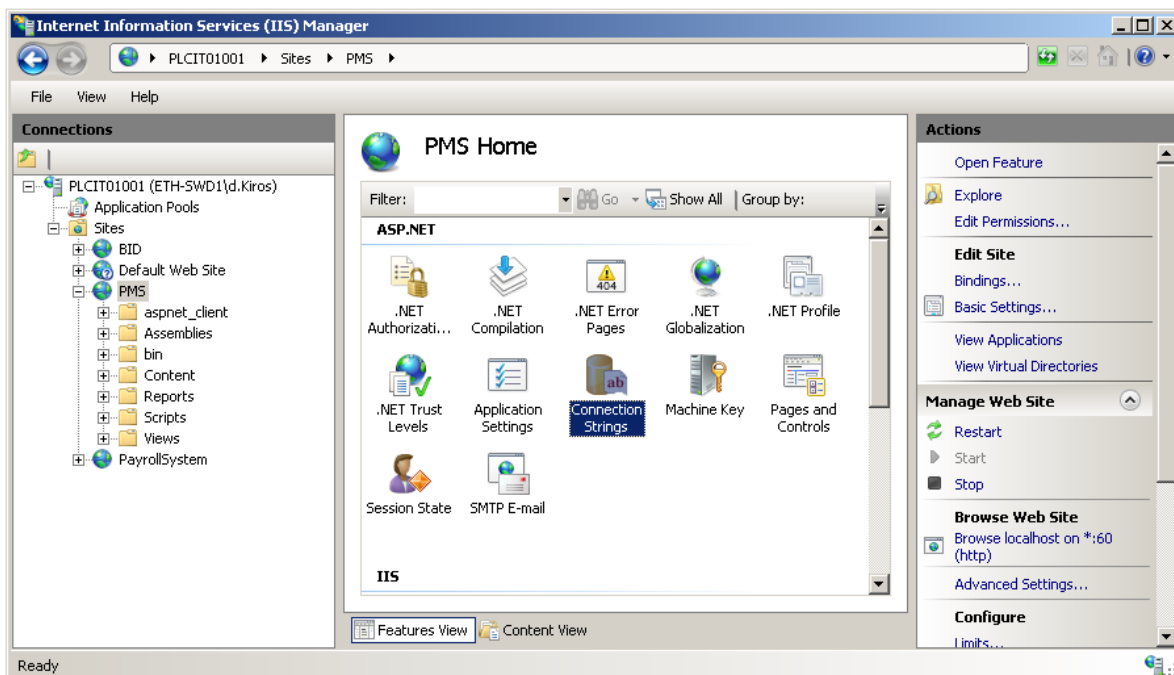 Internet Information Services (IIS) Manager
PLCIT01001 Sites PMS
File View Help
Connections
PLCIT01001 (ETH-SWD1\d.Kiros)
Application Pools
Sites
BID
Default Web Site
PMS
aspnet_client
Assemblies
bin
Content
Reports
Scripts
Views
PayrollSystem
PMS Home
Filter: Go Show All Group by:
ASP.NET
.NET Authorizati...
.NET Compilation
404
.NET Error Pages
.NET Globalization
.NET Profile
.NET Trust Levels
Application Settings
ab
Connection Strings
Machine Key
Pages and Controls
Session State
SMTP E-mail
IIS
Features View Content View
Actions
Open Feature
Explore
Edit Permissions...
Edit Site
Bindings...
Basic Settings...
View Applications
View Virtual Directories
Manage Web Site
Restart
Start
Stop
Browse Web Site
Browse localhost on *:60
(http)
Advanced Settings...
Configure
Limits...
Ready